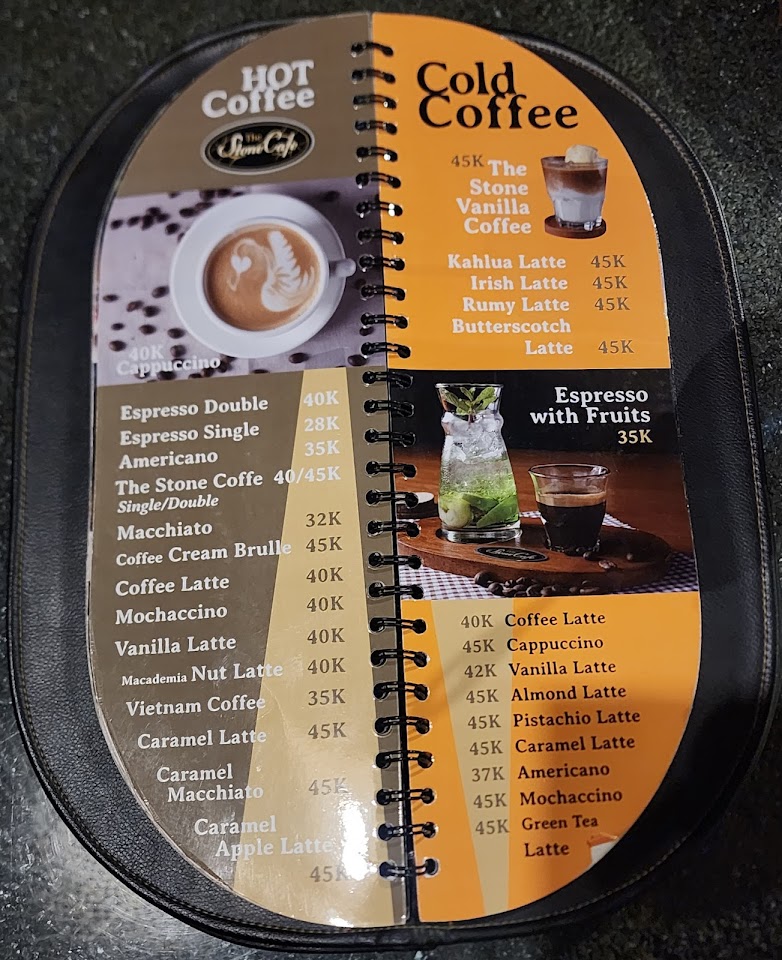 HOT
Coffee
The
Stone Cafe
40K
Cappuccino
Espresso Double 40K
Espresso Single 28K
Americano 35K
The Stone Coffe 40/45K
Single/Double
Macchiato 32K
Coffee Cream Brulle 45K
Coffee Latte 40K
Mochaccino 40K
Vanilla Latte 40K
Macademia Nut Latte 40K
Vietnam Coffee 35K
Caramel Latte 45K
Caramel
Macchiato 45K
Caramel
Apple Latte
45K
Cold
Coffee
45K The
Stone
Vanilla
Coffee
Kahlua Latte 45K
Irish Latte 45K
Rumy Latte 45K
Butterscotch
Latte 45K
Espresso
with Fruits
35K
40K Coffee Latte
45K Cappuccino
42K Vanilla Latte
45K Almond Latte
45K Pistachio Latte
45K Caramel Latte
37K Americano
45K Mochaccino
45K Green Tea
Latte